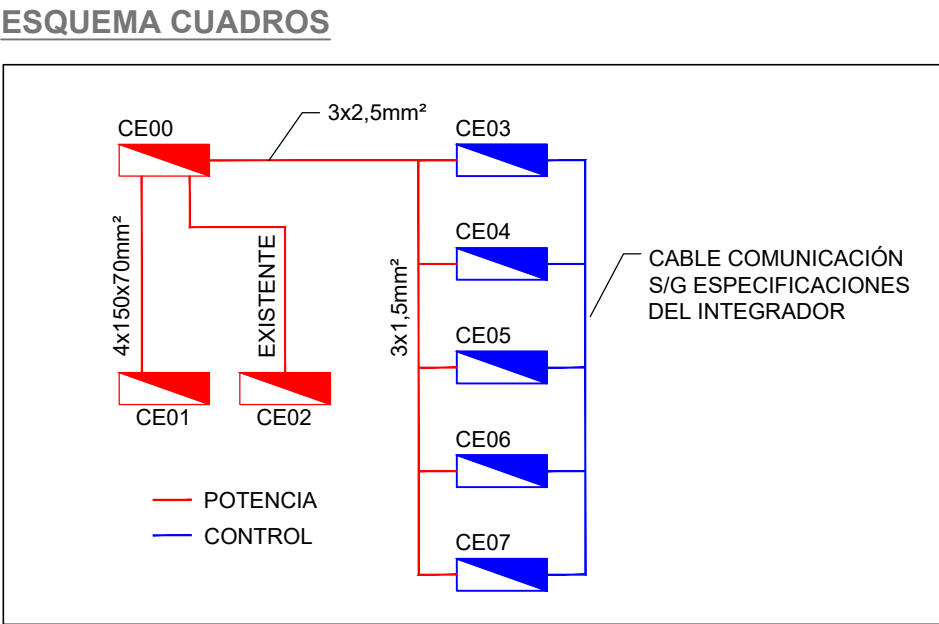 ESQUEMA CUADROS
3x2,5mm²
CE00
CE03
4x150x70mm²
EXISTENTE
3x1,5mm²
CE04
CABLE COMUNICACIÓN
S/G ESPECIFICACIONES
DEL INTEGRADOR
CE05
CE01
CE02
CE06
POTENCIA
CONTROL
CE07